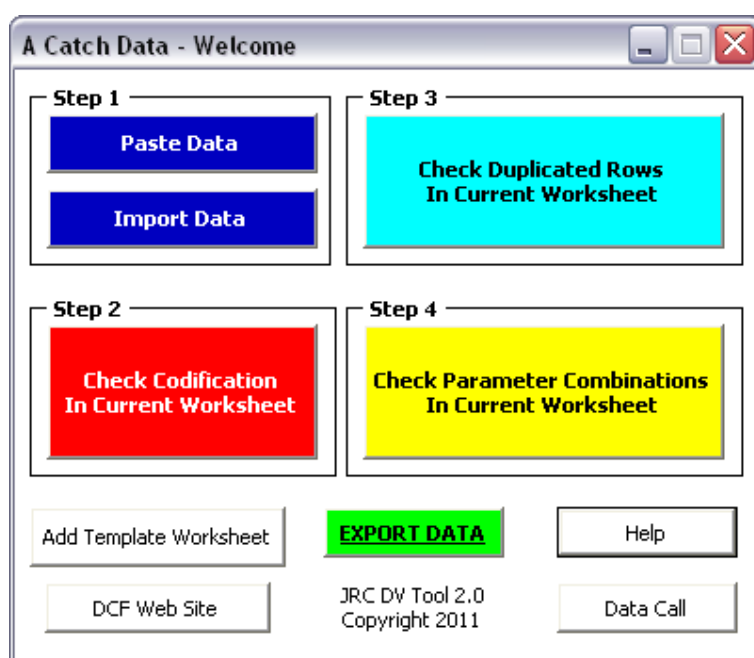 A Catch Data - Welcome
Step 1
Paste Data
Import Data
Step 3
Check Duplicated Rows
In Current Worksheet
Step 2
Check Codification
In Current Worksheet
Step 4
Check Parameter Combinations
In Current Worksheet
Add Template Worksheet
EXPORT DATA
Help
DCF Web Site
JRC DV Tool 2.0
Copyright 2011
Data Call